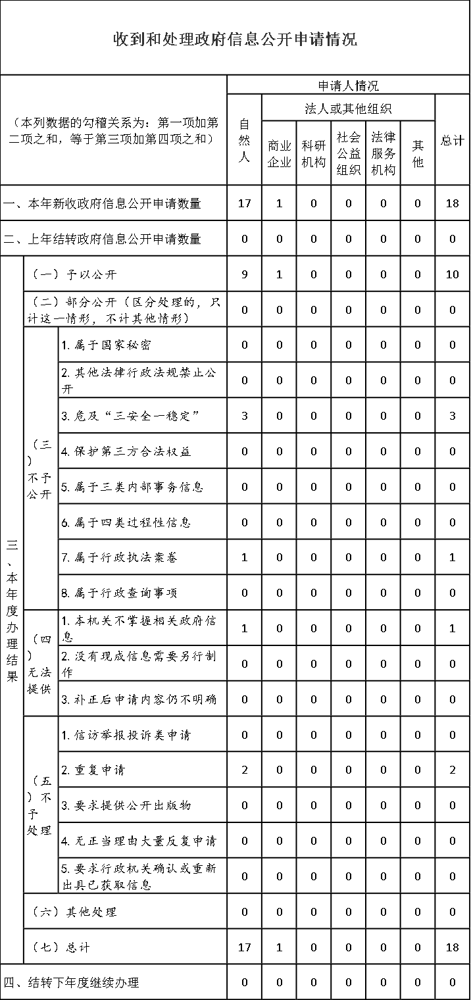 收到和处理政府信息公开申请情况
（本列数据的勾稽关系为：第一项加第
二项之和，等于第三项加第四项之和）
申请人情况
自
然
人
法人或其他组织
总计
商业
企业
科研
机构
社会
公益
组织
法律
服务
机构
其
他
一、本年新收政府信息公开申请数量 17 1 0 0 0 0 18
二、上年结转政府信息公开申请数量 0 0 0 0 0 0 0
三、本年度办理结果
（一）予以公开 9 1 0 0 0 0 10
（二）部分公开（区分处理的，只
计这一情形，不计其他情形） 0 0 0 0 0 0 0
（三
）
不予
公开
1.属于国家秘密 0 0 0 0 0 0 0
2.其他法律行政法规禁止公
开 0 0 0 0 0 0 0
3.危及“三安全一稳定” 3 0 0 0 0 0 3
4.保护第三方合法权益 0 0 0 0 0 0 0
5.属于三类内部事务信息 0 0 0 0 0 0 0
6.属于四类过程性信息 0 0 0 0 0 0 0
7.属于行政执法案卷 1 0 0 0 0 0 1
8.属于行政查询事项 0 0 0 0 0 0 0
（四
）
无法
提供
1.本机关不掌握相关政府信
息 1 0 0 0 0 0 1
2.没有现成信息需要另行制
作 0 0 0 0 0 0 0
3.补正后申请内容仍不明确 0 0 0 0 0 0 0
（五
）不
予
处理
1.信访举报投诉类申请 0 0 0 0 0 0 0
2.重复申请 2 0 0 0 0 0 2
3.要求提供公开出版物 0 0 0 0 0 0 0
4.无正当理由大量反复申请 0 0 0 0 0 0 0
5.要求行政机关确认或重新
出具已获取信息 0 0 0 0 0 0 0
（六）其他处理 0 0 0 0 0 0 0
（七）总计 17 1 0 0 0 0 18
四、结转下年度继续办理 0 0 0 0 0 0 0